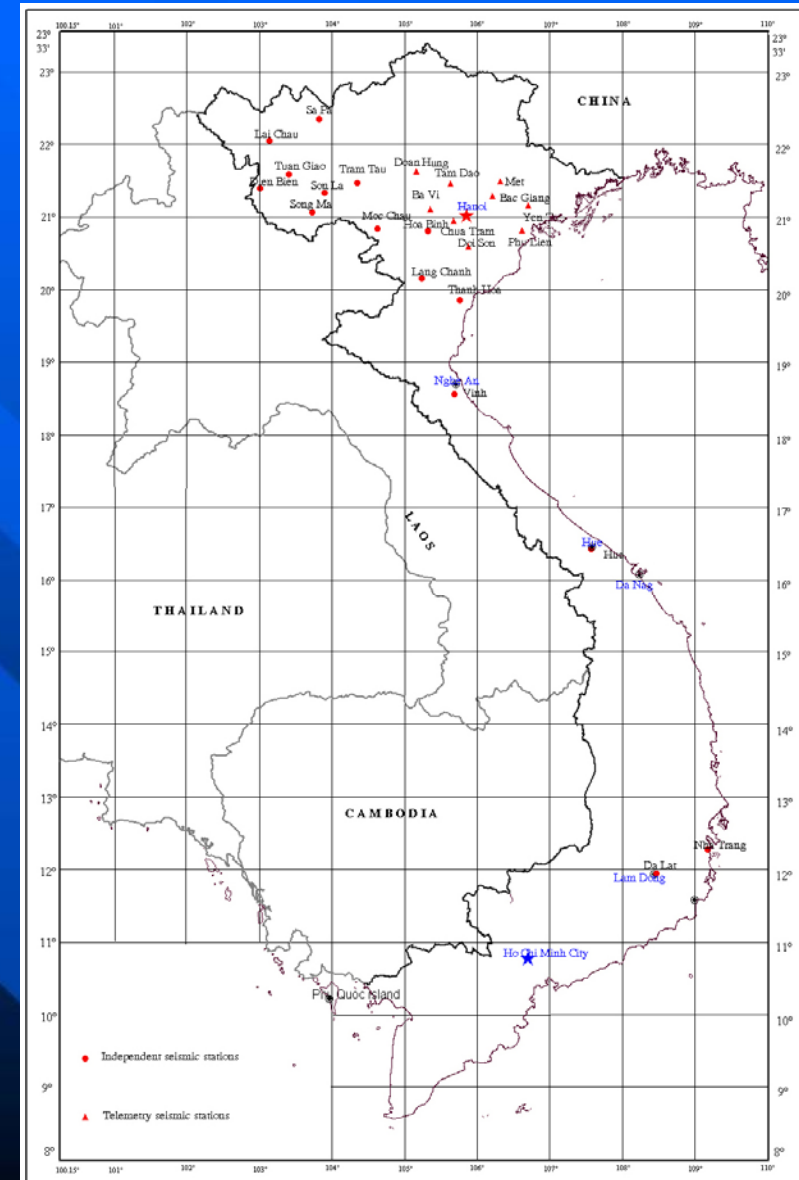 100.15° 101° 102° 103° 104° 105° 106° 107° 108° 109° 110°
23° 33' 23° 33'
23° 23°
CHINA
Sa Pa
Lai Chau
22° 22°
Doan Hung
Tuan Giao Tram Tau Tam Dao Met
Dien Bien Son La Ba Vi Bac Giang
Song Ma Hanoi
21° 21°
Moc Chau Hoa Binh Chua Tram Phu Lien
Doi Son
Lang Chanh
20° 20°
Thanh Hoa
19° 19°
Nghe An
Vinh
18° 18°
17° 17°
LAOS
Hue
Hue
16° 16°
Da Nag
THAILAND
15° 15°
14° 14°
13° 13°
CAMBODIA
Nha Trang
12° Da Lat 12°
Lam Dong
11° 11°
Ho Chi Minh City
Phu Quoc Island
10° 10°
Independent seismic stations
9° 9°
Telemetry seismic stations
8° 8°
100.15° 101° 102° 103° 104° 105° 106° 107° 108° 109° 110°